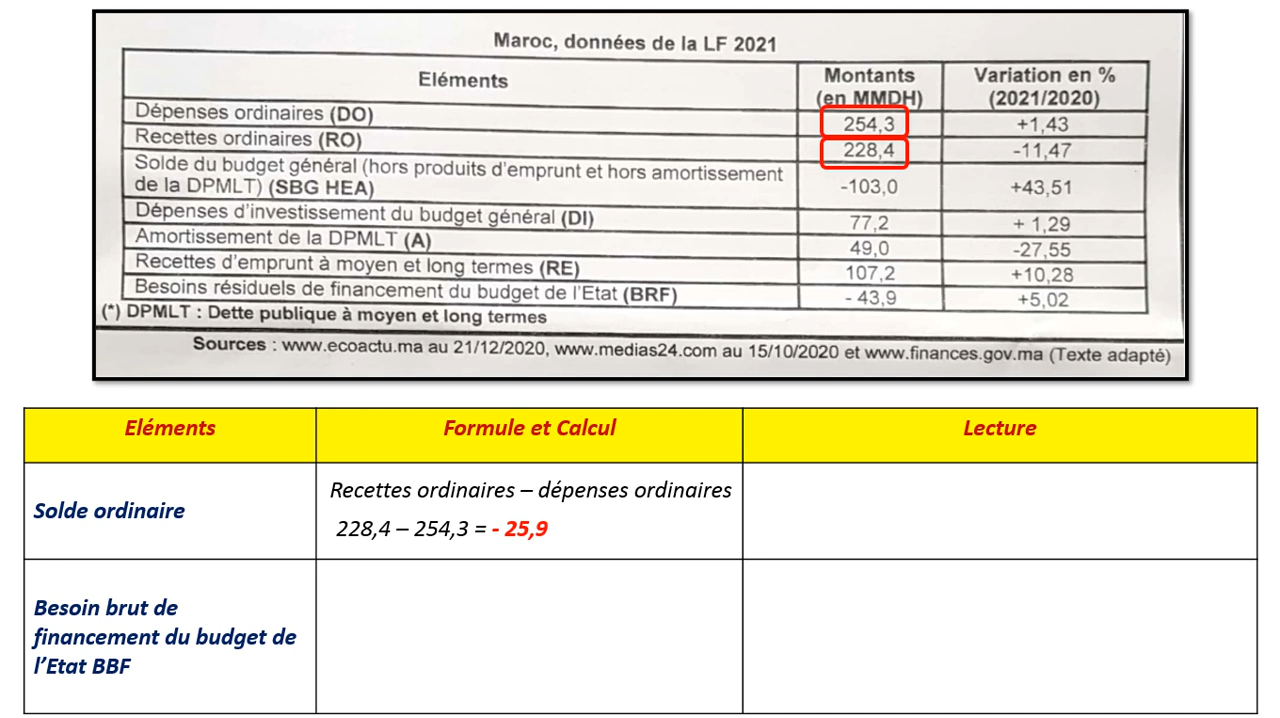 Maroc, données de la LF 2021
Eléments
Montants
(en MMDH)
Variation en %
(2021/2020)
Dépenses ordinaires (DO)
254,3
+1,43
Recettes ordinaires (RO)
228,4
-11,47
Solde du budget général (hors produits d'emprunt et hors amortissement
de la DPMLT) (SBG HEA)
-103,0
+43,51
Dépenses d'investissement du budget général (DI)
77,2
+ 1,29
Amortissement de la DPMLT (A)
49,0
-27,55
Recettes d'emprunt à moyen et long termes (RE)
107,2
+10,28
Besoins résiduels de financement du budget de l'Etat (BRF)
- 43,9
+5,02
(*) DPMLT : Dette publique à moyen et long termes
Sources : www.ecoactu.ma au 21/12/2020, www.medias24.com au 15/10/2020 et www.finances.gov.ma (Texte adapté)
Eléments
Formule et Calcul
Lecture
Solde ordinaire
Recettes ordinaires – dépenses ordinaires
228,4 – 254,3 = - 25,9
Besoin brut de
financement du budget de
l’Etat BBF